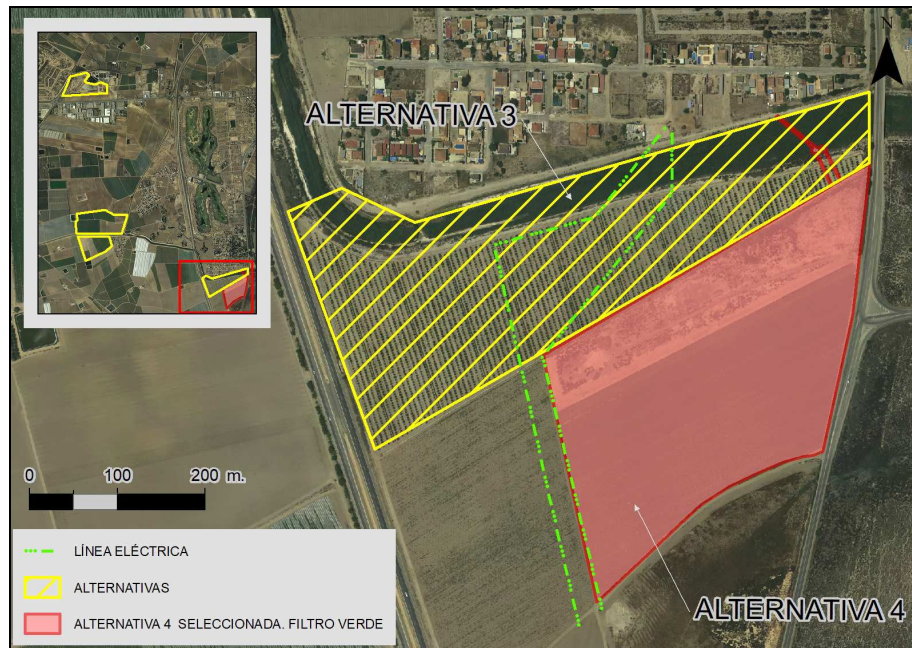 N
ALTERNATIVA 3
0 100 200 m.
LÍNEA ELÉCTRICA
ALTERNATIVAS
ALTERNATIVA 4 SELECCIONADA. FILTRO VERDE
ALTERNATIVA 4